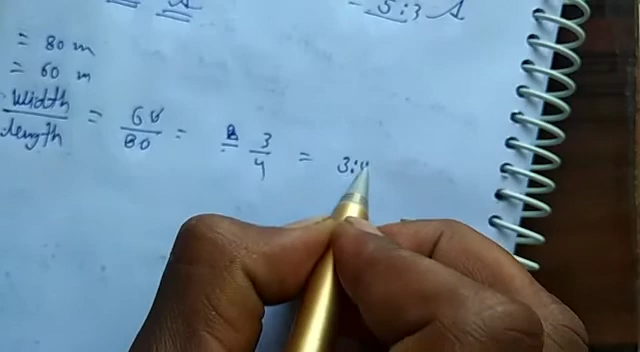 = 5:3
= 80 m
= 60 m
Width/length = 60/80 = 3/4 = 3:4